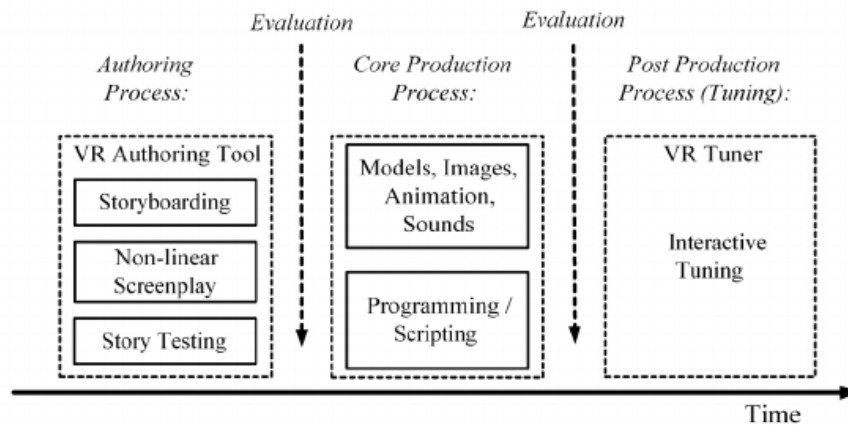 Evaluation
Evaluation
Authoring
Process:
Core Production
Process:
Post Production
Process (Tuning):
VR Authoring Tool
Storyboarding
Non-linear
Screenplay
Story Testing
Models, Images,
Animation,
Sounds
Programming /
Scripting
VR Tuner
Interactive
Tuning
Time